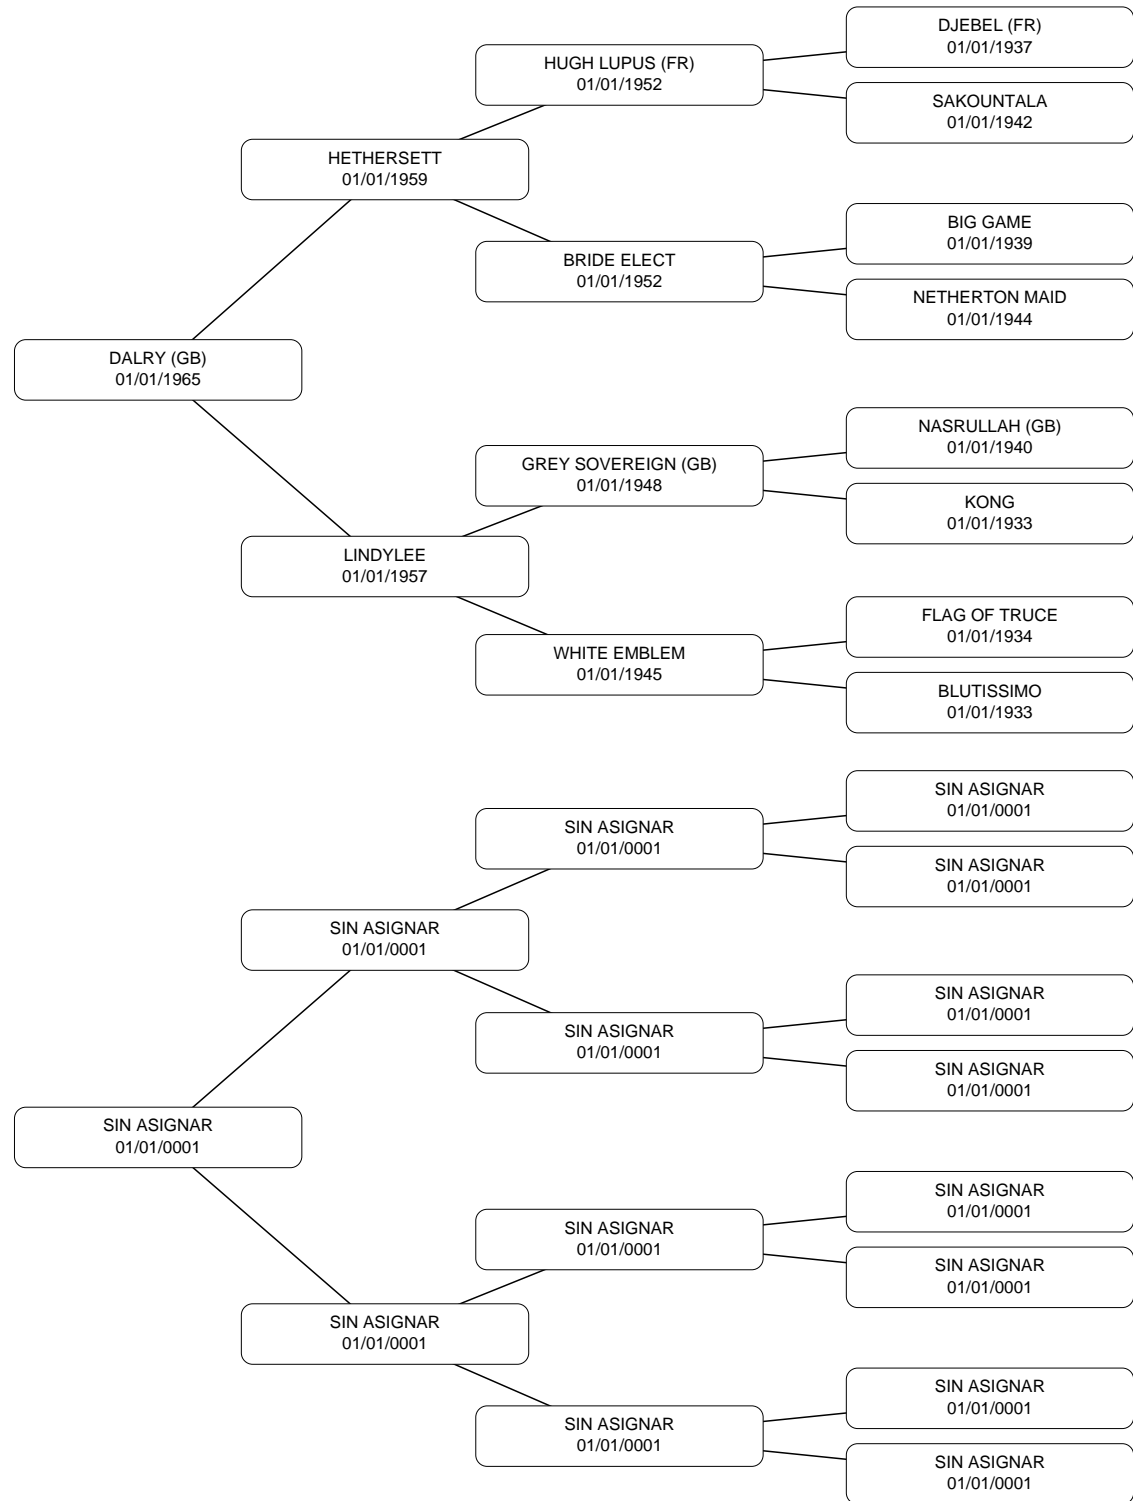 DJEBEL (FR)
01/01/1937
HUGH LUPUS (FR)
01/01/1952
SAKOUNTALA
01/01/1942
HETHERSETT
01/01/1959
BIG GAME
01/01/1939
BRIDE ELECT
01/01/1952
NETHERTON MAID
01/01/1944
DALRY (GB)
01/01/1965
NASRULLAH (GB)
01/01/1940
GREY SOVEREIGN (GB)
01/01/1948
KONG
01/01/1933
LINDYLEE
01/01/1957
FLAG OF TRUCE
01/01/1934
WHITE EMBLEM
01/01/1945
BLUTISSIMO
01/01/1933
SIN ASIGNAR
01/01/0001
SIN ASIGNAR
01/01/0001
SIN ASIGNAR
01/01/0001
SIN ASIGNAR
01/01/0001
SIN ASIGNAR
01/01/0001
SIN ASIGNAR
01/01/0001
SIN ASIGNAR
01/01/0001
SIN ASIGNAR
01/01/0001
SIN ASIGNAR
01/01/0001
SIN ASIGNAR
01/01/0001
SIN ASIGNAR
01/01/0001
SIN ASIGNAR
01/01/0001
SIN ASIGNAR
01/01/0001
SIN ASIGNAR
01/01/0001
SIN ASIGNAR
01/01/0001